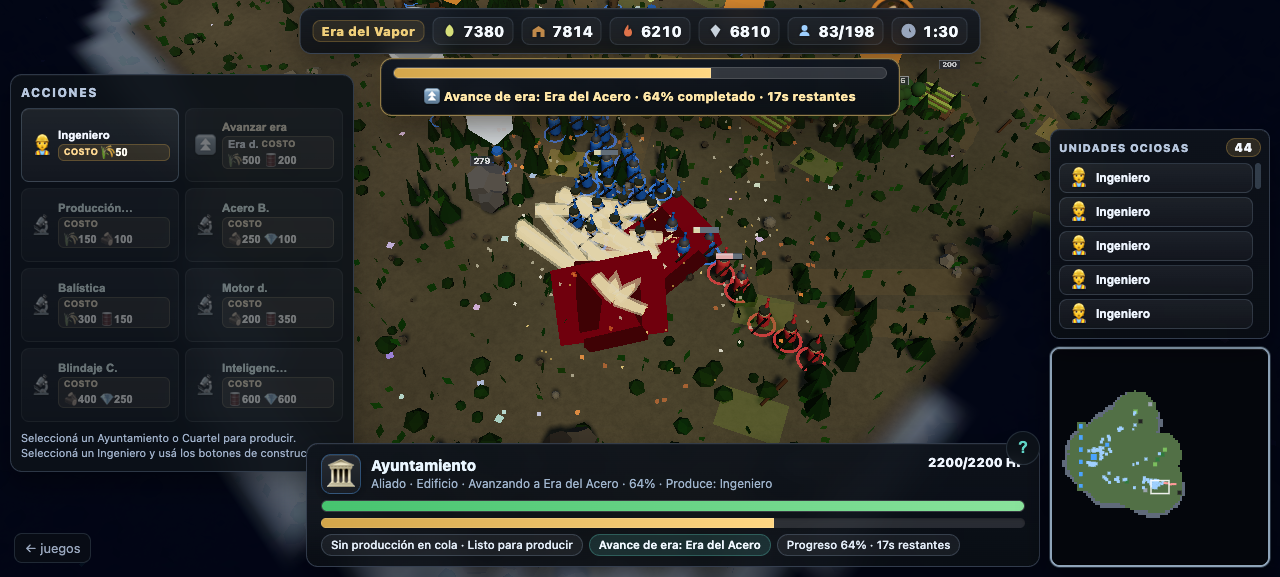 Era del Vapor 7380 7814 6210 6810 83/198 1:30
Avance de era: Era del Acero · 64% completado · 17s restantes
ACCIONES
Ingeniero
COSTO 50
Avanzar era
Era d. COSTO
500 200
Producción...
COSTO
150 100
Acero B.
COSTO
250 100
Balística
COSTO
300 150
Motor d.
COSTO
200 350
Blindaje C.
COSTO
400 250
Inteligenc...
COSTO
600 600
Seleccioná un Ayuntamiento o Cuartel para producir.
Seleccioná un Ingeniero y usá los botones de construc
200
279
UNIDADES OCIOSAS 44
Ingeniero
Ingeniero
Ingeniero
Ingeniero
Ingeniero
?
Ayuntamiento
2200/2200
Aliado · Edificio · Avanzando a Era del Acero · 64% · Produce: Ingeniero
Sin producción en cola · Listo para producir
Avance de era: Era del Acero
Progreso 64% · 17s restantes
← juegos